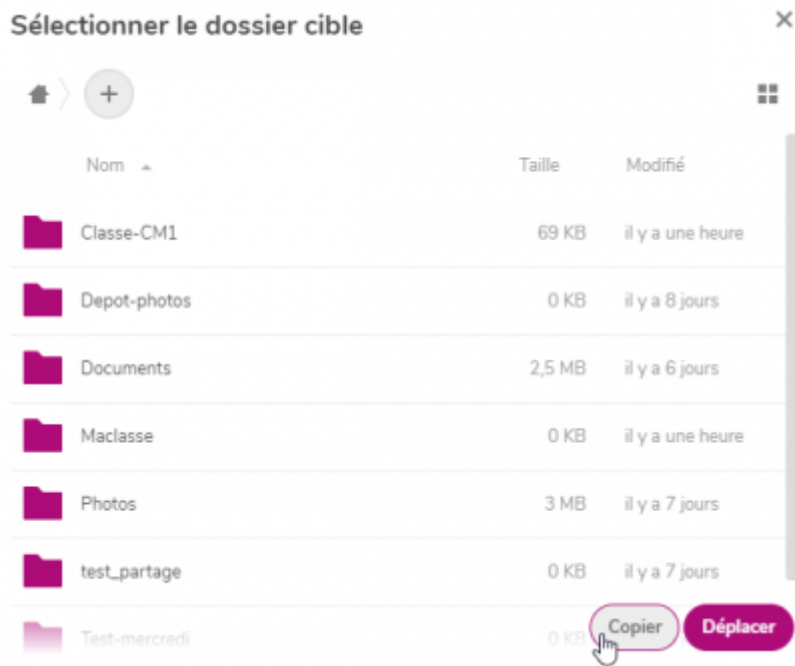 Sélectionner le dossier cible
Nom Taille Modifié
Classe-CM1 69 KB il y a une heure
Depot-photos 0 KB il y a 8 jours
Documents 2,5 MB il y a 6 jours
Maclasse 0 KB il y a une heure
Photos 3 MB il y a 7 jours
test_partage 0 KB il y a 7 jours
Test-mercredi 0 KB
Copier Déplacer